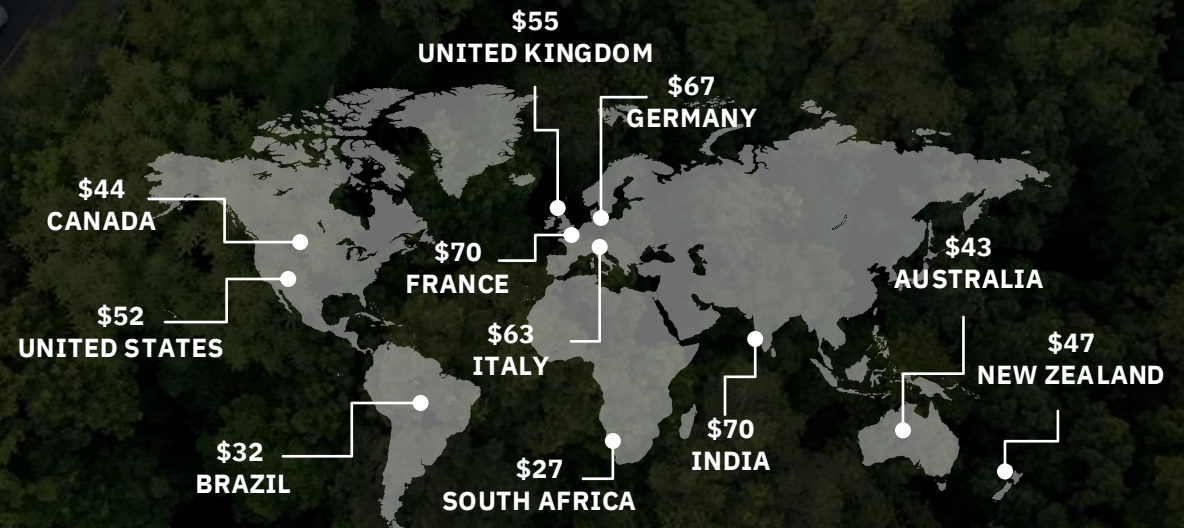 $55
UNITED KINGDOM
$67
GERMANY
$44
CANADA
$70
FRANCE
$43
AUSTRALIA
$52
UNITED STATES
$63
ITALY
$47
NEW ZEALAND
$32
BRAZIL
$27
SOUTH AFRICA
$70
INDIA